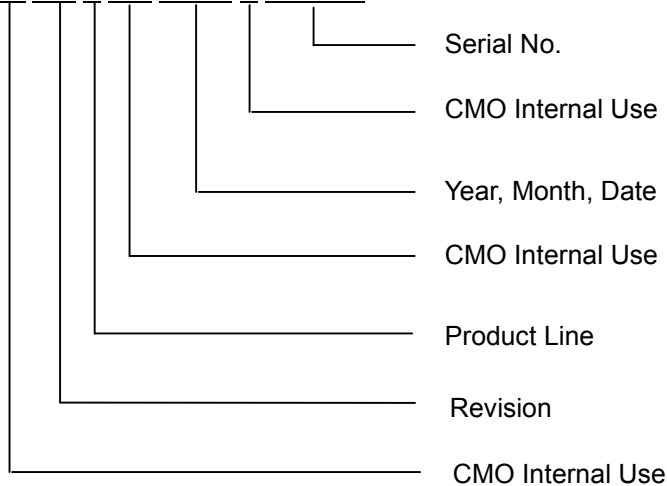 Serial No.
CMO Internal Use
Year, Month, Date
CMO Internal Use
Product Line
Revision
CMO Internal Use